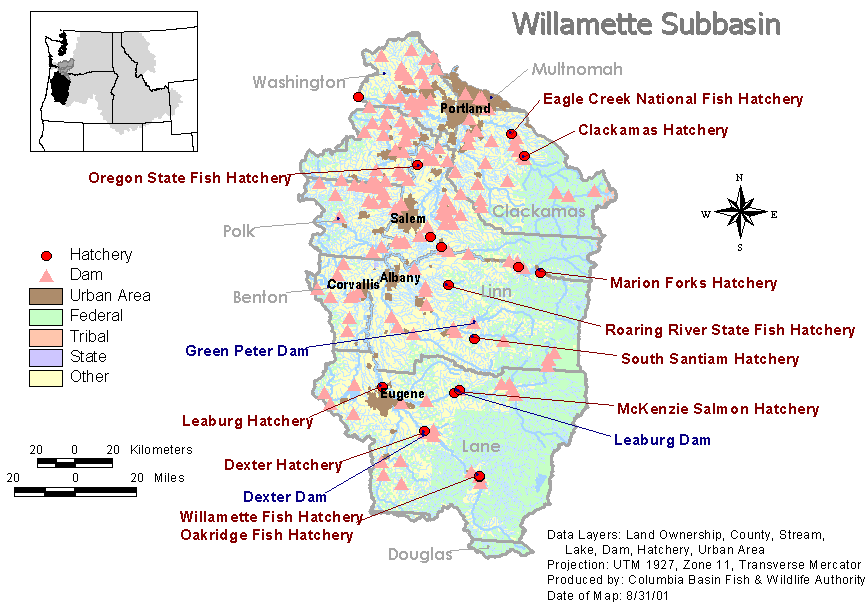 Willamette Subbasin
Washington
Multnomah
Portland
Eagle Creek National Fish Hatchery
Clackamas Hatchery
Oregon State Fish Hatchery
N
W
E
S
Clackamas
Salem
Polk
Hatchery
Dam
Urban Area
Federal
Tribal
State
Other
Albany
Corvallis
Benton
Linn
Marion Forks Hatchery
Roaring River State Fish Hatchery
Green Peter Dam
South Santiam Hatchery
Eugene
Leaburg Hatchery
McKenzie Salmon Hatchery
Leaburg Dam
Lane
Dexter Hatchery
Dexter Dam
Willamette Fish Hatchery
Oakridge Fish Hatchery
Douglas
20 0 20 Kilometers
20 0 20 Miles
Data Layers: Land Ownership, County, Stream,
Lake, Dam, Hatchery, Urban Area
Projection: UTM 1927, Zone 11, Transverse Mercator
Produced by: Columbia Basin Fish & Wildlife Authority
Date of Map: 8/31/01